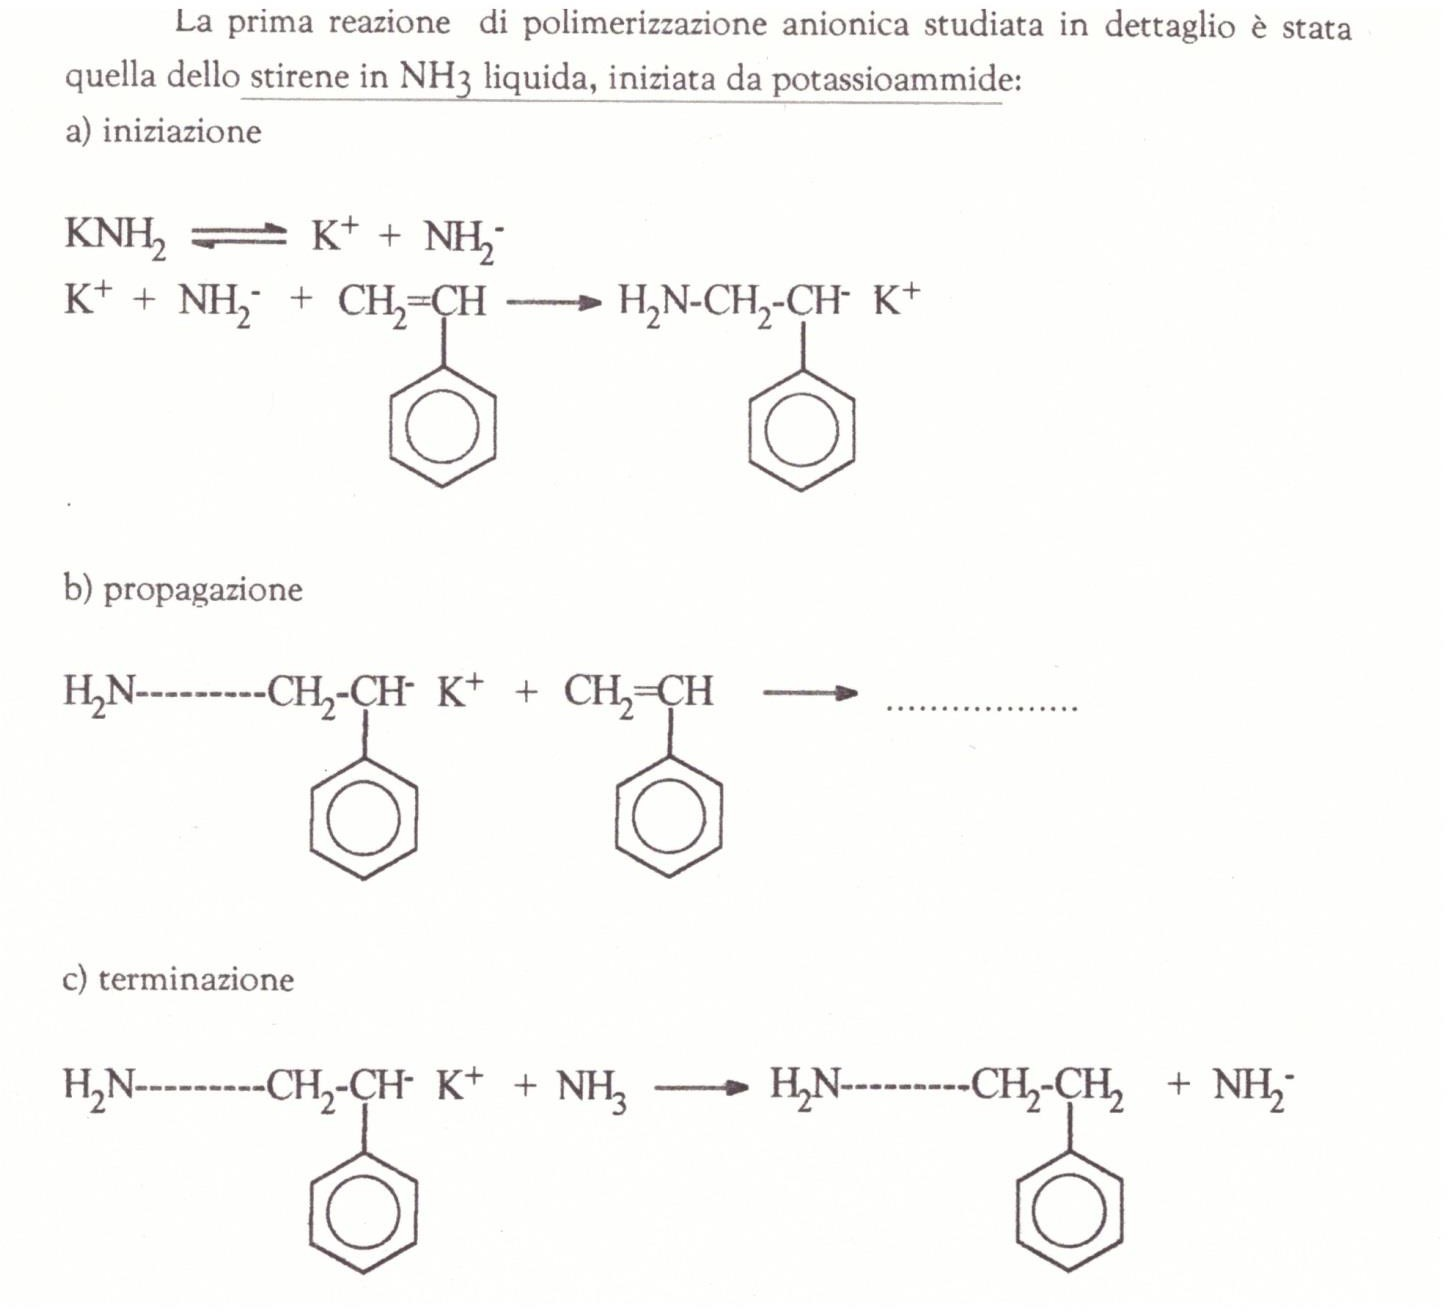 La prima reazione di polimerizzazione anionica studiata in dettaglio è stata
quella dello stirene in NH3 liquida, iniziata da potassioammide:
a) iniziazione
KNH₂ ⇌ K⁺ + NH₂⁻
K⁺ + NH₂⁻ + CH₂=CH ⟶ H₂N-CH₂-CH⁻ K⁺
b) propagazione
H₂N---------CH₂-CH⁻ K⁺ + CH₂=CH ⟶ ..................
c) terminazione
H₂N---------CH₂-CH⁻ K⁺ + NH₃ ⟶ H₂N---------CH₂-CH₂ + NH₂⁻